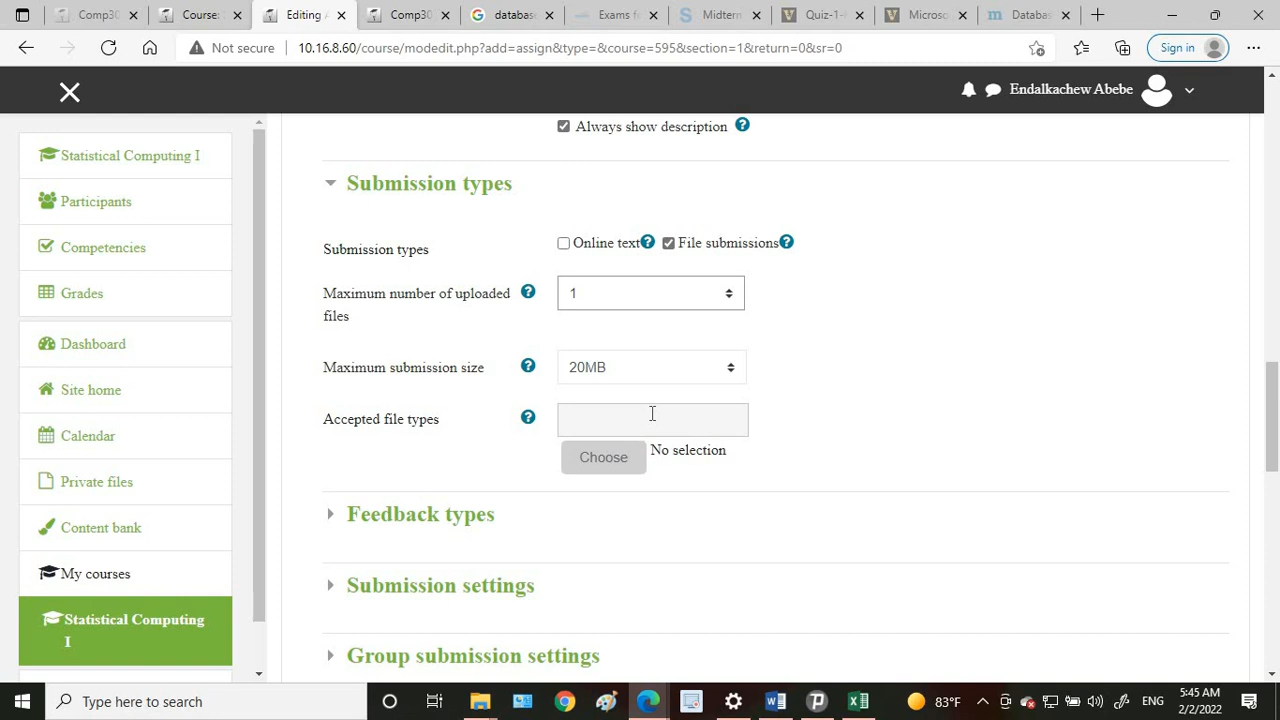 Comp30
Course:
Editing A
Comp30
database
Exams fe
Midterm
Quiz-1-F
Microsc
Databas
Not secure
10.16.8.60/course/modedit.php?add=assign&type=&course=595&section=1&return=0&sr=0
Sign in
Endalkachew Abebe
Statistical Computing I
Participants
Competencies
Grades
Dashboard
Site home
Calendar
Private files
Content bank
My courses
Statistical Computing
I
Always show description
Submission types
Submission types
Online text
File submissions
Maximum number of uploaded
files
1
Maximum submission size
20MB
Accepted file types
Choose
No selection
Feedback types
Submission settings
Group submission settings
Type here to search
83°F
ENG
5:45 AM
2/2/2022